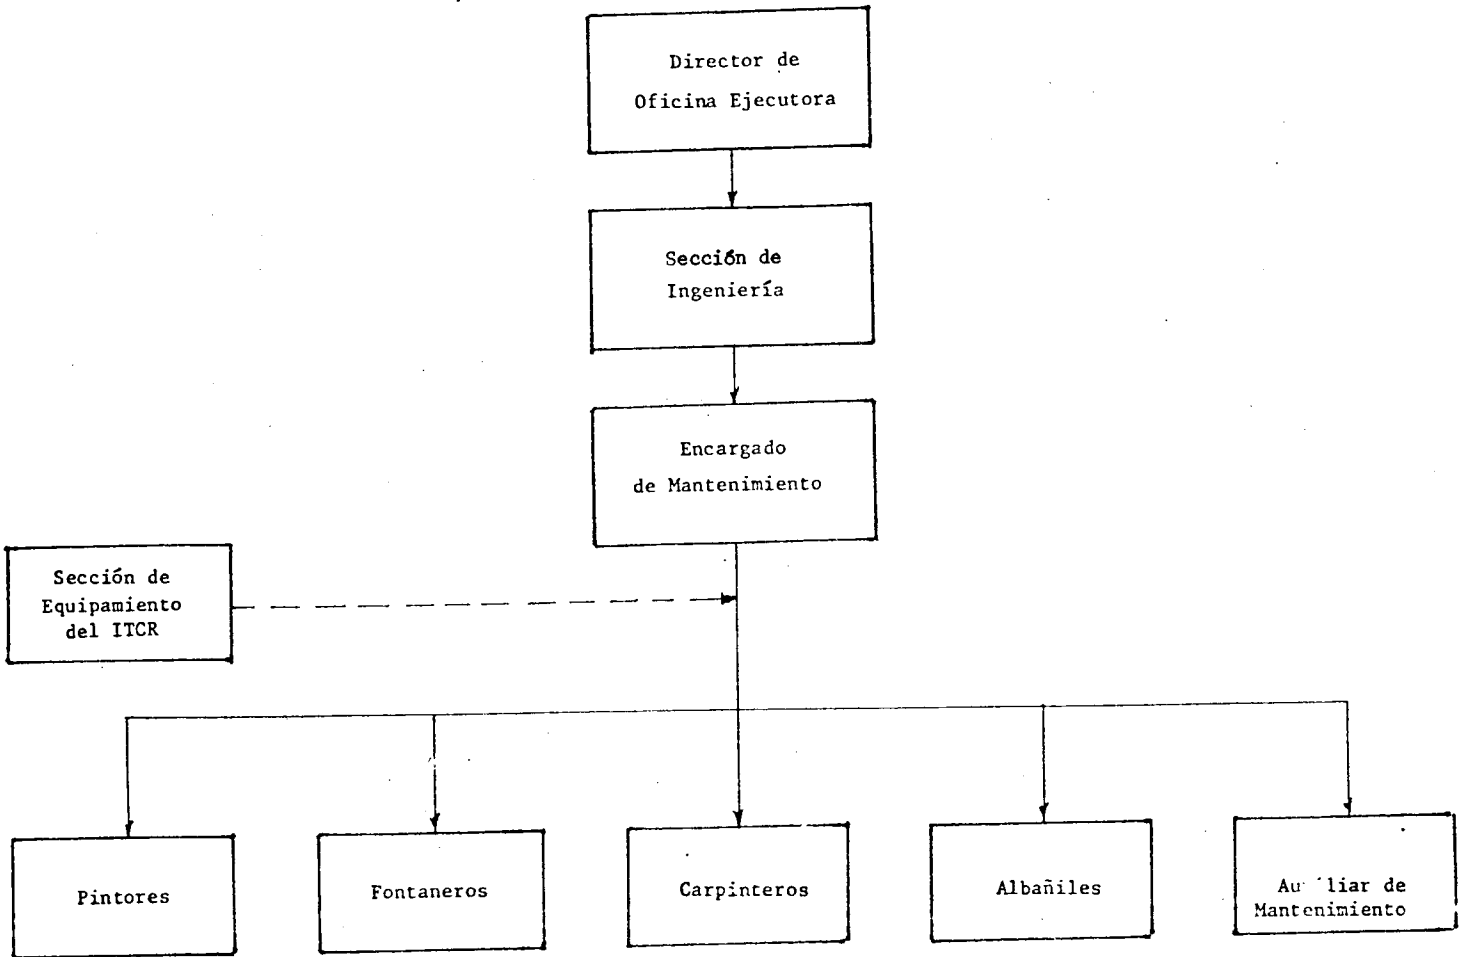 Director de
Oficina Ejecutora
Sección de
Ingeniería
Encargado
de Mantenimiento
Sección de
Equipamiento
del ITCR
Pintores
Fontaneros
Carpinteros
Albañiles
de
Mantenimiento